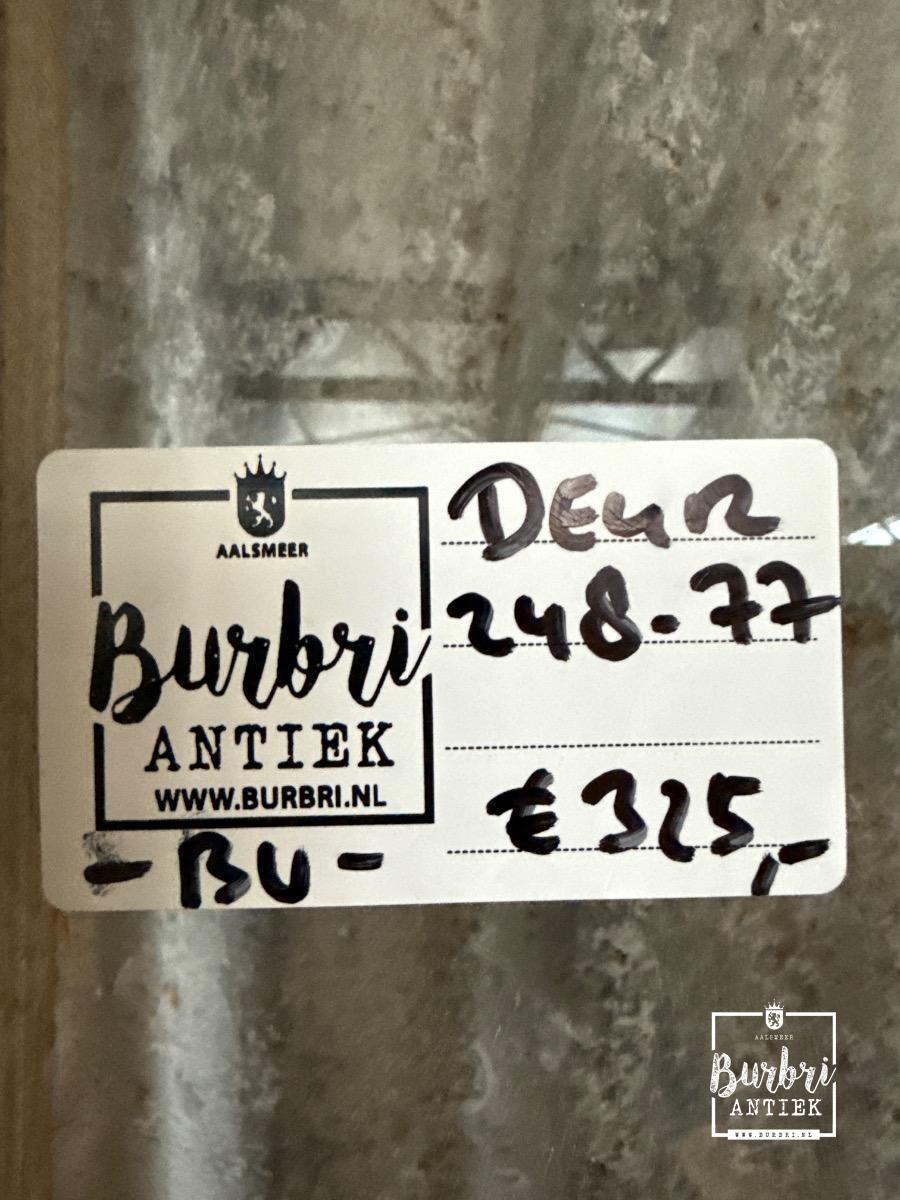 AALSMEER
Burbri
ANTIEK
WWW.BURBRI.NL
- BU -
DEUR
248-77
€ 325,-
AALSMEER
Burbri
ANTIEK
WWW.BURBRI.NL